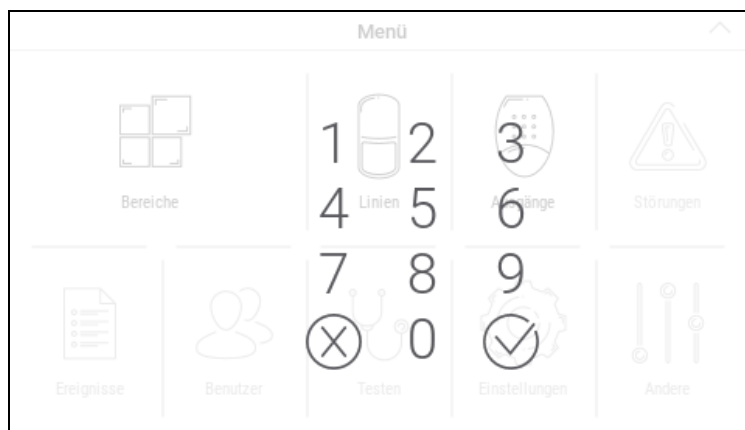 Menü
1 2 3
Bereiche Linien Ausgänge Störungen
4 5 6
7 8 9
0
Ereignisse Benutzer Testen Einstellungen Andere